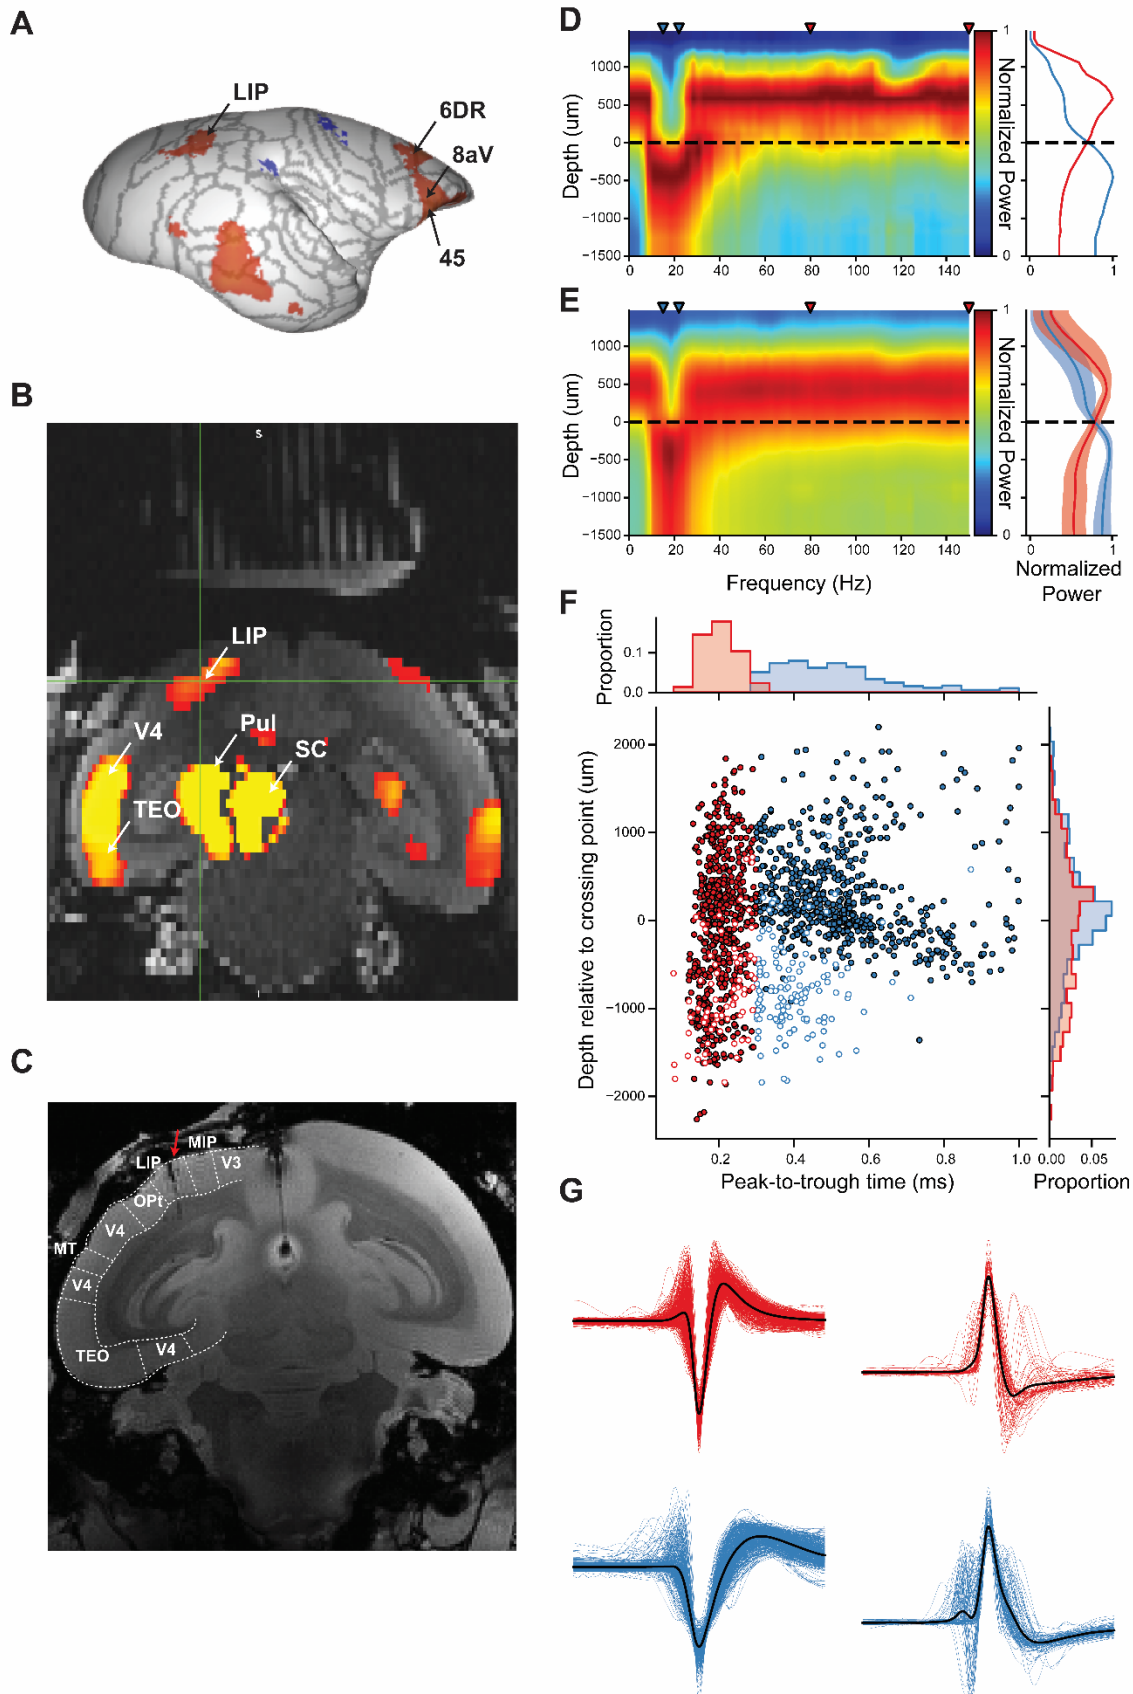 A
LIP
6DR
8aV
45
B
S
LIP
V4
Pul
SC
TEO
I
C
MIP
LIP
V3
OPt
V4
MT
V4
TEO
V4
D
Depth (um)
1000
500
0
−500
−1000
−1500
0 20 40 60 80 100 120 140
1
0
Normalized Power
0 1
E
Depth (um)
1000
500
0
−500
−1000
−1500
0 20 40 60 80 100 120 140
Frequency (Hz)
1
0
Normalized Power
0 1
Normalized
Power
F
Proportion
0.1
0.0
Depth relative to crossing point (um)
2000
1000
0
−1000
−2000
0.2 0.4 0.6 0.8 1.0
Peak-to-trough time (ms)
0.00 0.05
Proportion
G